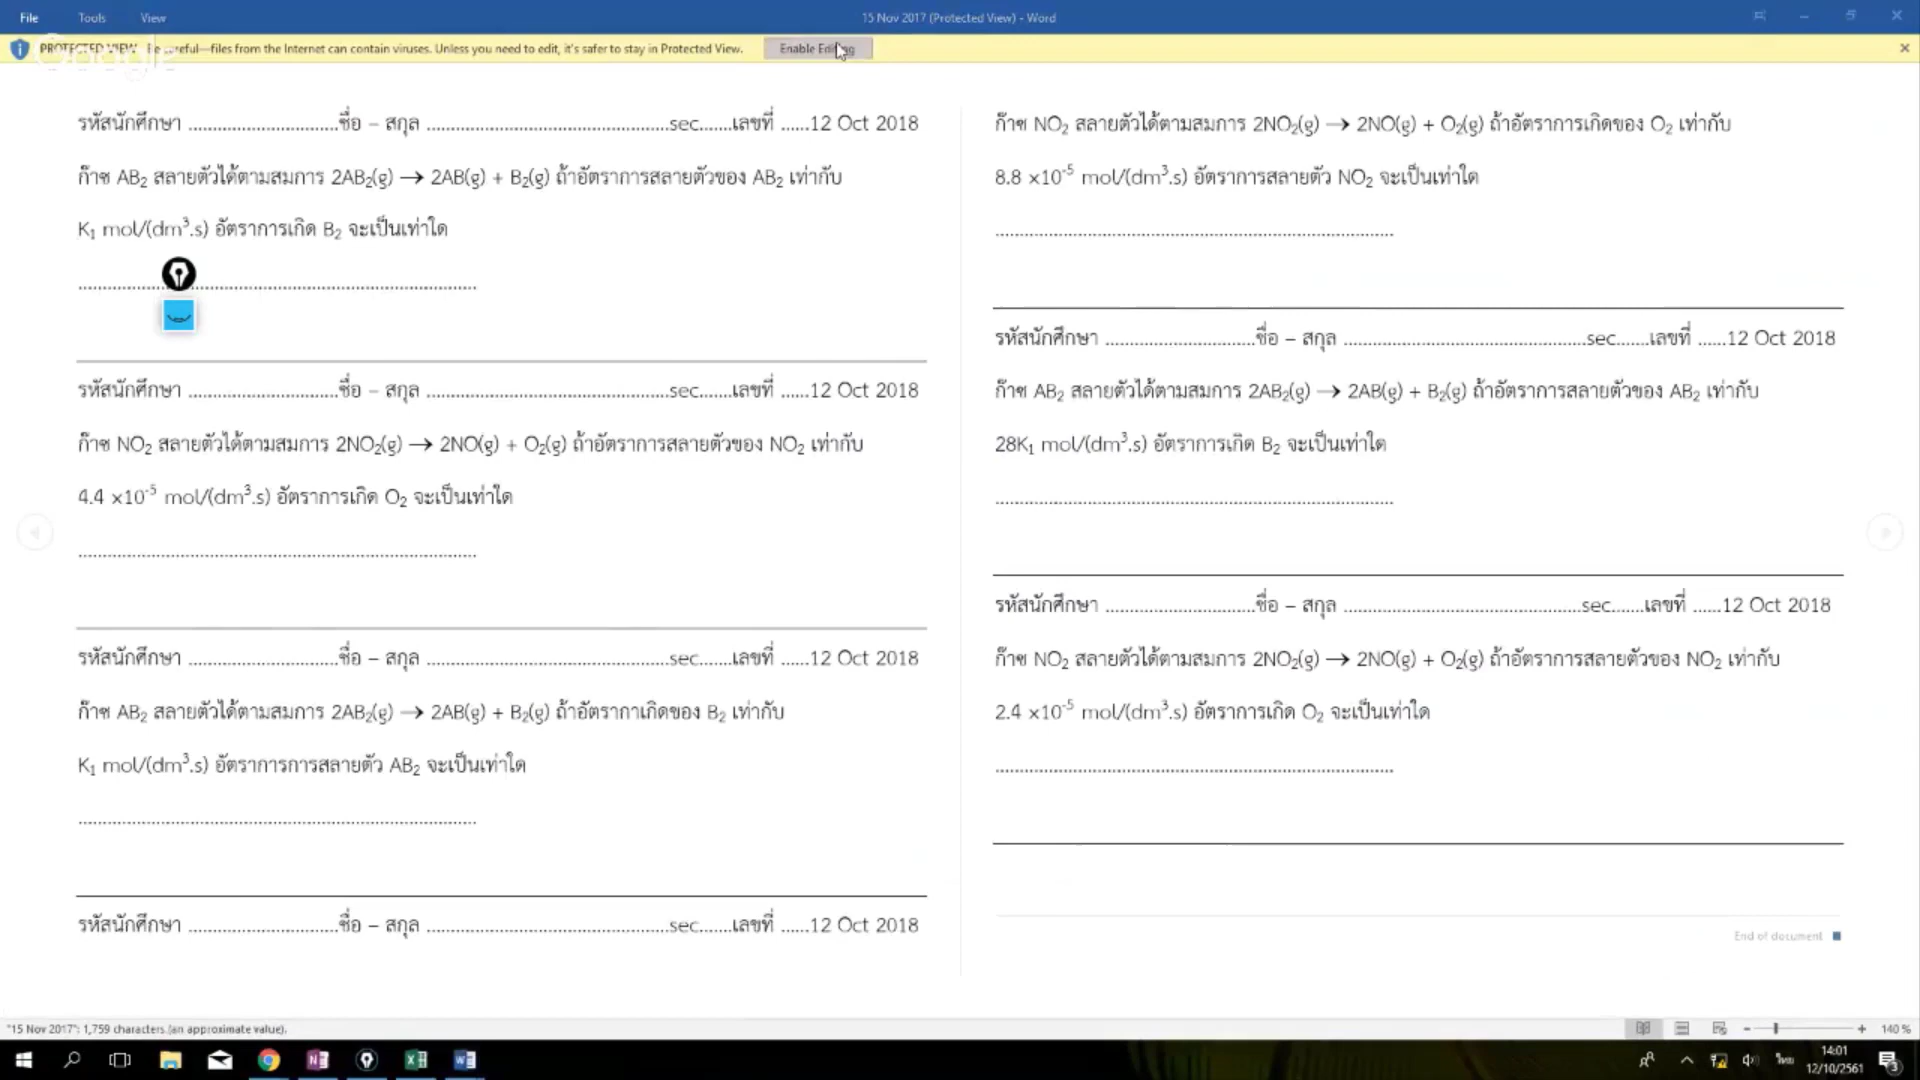 File Tools View
15 Nov 2017 (Protected View) - Word
PROTECTED VIEW Be careful—files from the Internet can contain viruses. Unless you need to edit, it's safer to stay in Protected View. Enable Editing
รหัสนักศึกษา ................................ชื่อ – สกุล ....................................................sec.......เลขที่ ......12 Oct 2018
ก๊าซ AB₂ สลายตัวได้ตามสมการ 2AB₂(g) → 2AB(g) + B₂(g) ถ้าอัตราการสลายตัวของ AB₂ เท่ากับ
K₁ mol/(dm³.s) อัตราการเกิด B₂ จะเป็นเท่าใด
รหัสนักศึกษา ................................ชื่อ – สกุล ....................................................sec.......เลขที่ ......12 Oct 2018
ก๊าซ NO₂ สลายตัวได้ตามสมการ 2NO₂(g) → 2NO(g) + O₂(g) ถ้าอัตราการสลายตัวของ NO₂ เท่ากับ
4.4 ×10⁻⁵ mol/(dm³.s) อัตราการเกิด O₂ จะเป็นเท่าใด
รหัสนักศึกษา ................................ชื่อ – สกุล ....................................................sec.......เลขที่ ......12 Oct 2018
ก๊าซ AB₂ สลายตัวได้ตามสมการ 2AB₂(g) → 2AB(g) + B₂(g) ถ้าอัตรากาเกิดของ B₂ เท่ากับ
K₁ mol/(dm³.s) อัตราการการสลายตัว AB₂ จะเป็นเท่าใด
รหัสนักศึกษา ................................ชื่อ – สกุล ....................................................sec.......เลขที่ ......12 Oct 2018
ก๊าซ NO₂ สลายตัวได้ตามสมการ 2NO₂(g) → 2NO(g) + O₂(g) ถ้าอัตราการเกิดของ O₂ เท่ากับ
8.8 ×10⁻⁵ mol/(dm³.s) อัตราการสลายตัว NO₂ จะเป็นเท่าใด
รหัสนักศึกษา ................................ชื่อ – สกุล ....................................................sec.......เลขที่ ......12 Oct 2018
ก๊าซ AB₂ สลายตัวได้ตามสมการ 2AB₂(g) → 2AB(g) + B₂(g) ถ้าอัตราการสลายตัวของ AB₂ เท่ากับ
28K₁ mol/(dm³.s) อัตราการเกิด B₂ จะเป็นเท่าใด
รหัสนักศึกษา ................................ชื่อ – สกุล ...................................................sec.......เลขที่ ......12 Oct 2018
ก๊าซ NO₂ สลายตัวได้ตามสมการ 2NO₂(g) → 2NO(g) + O₂(g) ถ้าอัตราการสลายตัวของ NO₂ เท่ากับ
2.4 ×10⁻⁵ mol/(dm³.s) อัตราการเกิด O₂ จะเป็นเท่าใด
End of document
"15 Nov 2017": 1,759 characters (an approximate value).
140 %
ไทย
14:01
12/10/2561
3